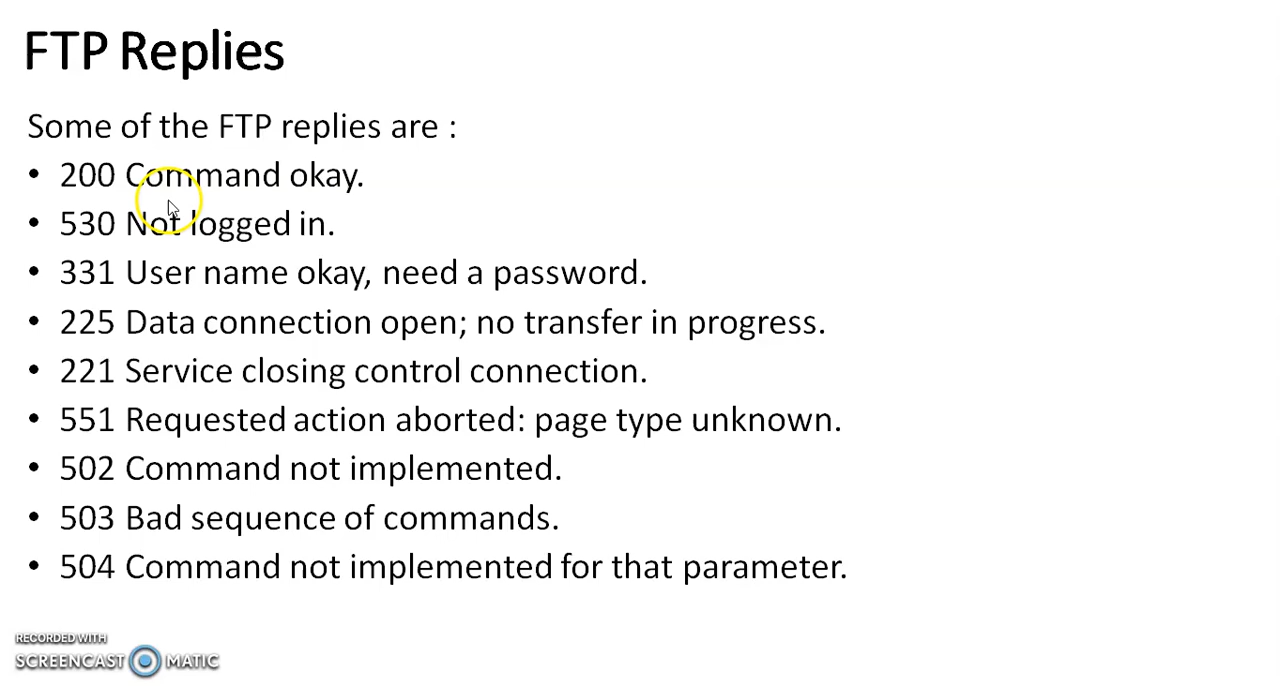 FTP Replies
Some of the FTP replies are :
• 200 Command okay.
• 530 Not logged in.
• 331 User name okay, need a password.
• 225 Data connection open; no transfer in progress.
• 221 Service closing control connection.
• 551 Requested action aborted: page type unknown.
• 502 Command not implemented.
• 503 Bad sequence of commands.
• 504 Command not implemented for that parameter.
RECORDED WITH
SCREENCAST MATIC